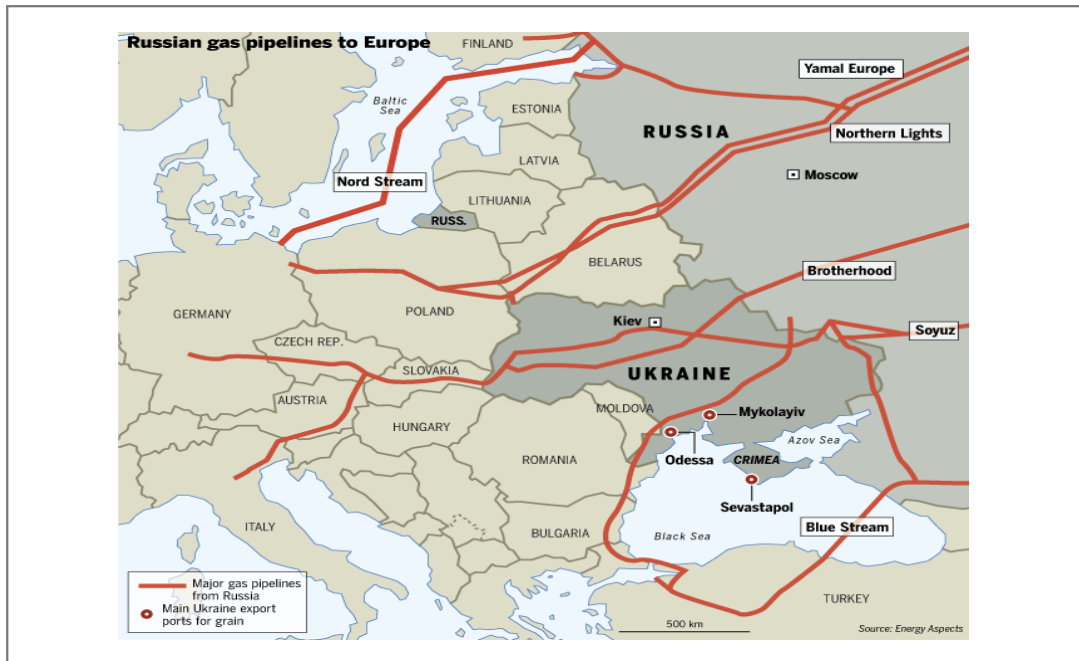 Russian gas pipelines to Europe
FINLAND
Yamal Europe
Baltic
Sea
ESTONIA
RUSSIA
Northern Lights
LATVIA
Moscow
Nord Stream
LITHUANIA
RUSS.
BELARUS
Brotherhood
GERMANY
POLAND
Kiev
Soyuz
CZECH REP.
SLOVAKIA
UKRAINE
AUSTRIA
MOLDOVA
Mykolayiv
HUNGARY
Azov Sea
ROMANIA
Odessa
CRIMEA
Sevastapol
ITALY
BULGARIA
Black Sea
Blue Stream
Major gas pipelines
from Russia
Main Ukraine export
ports for grain
TURKEY
500 km
Source: Energy Aspects